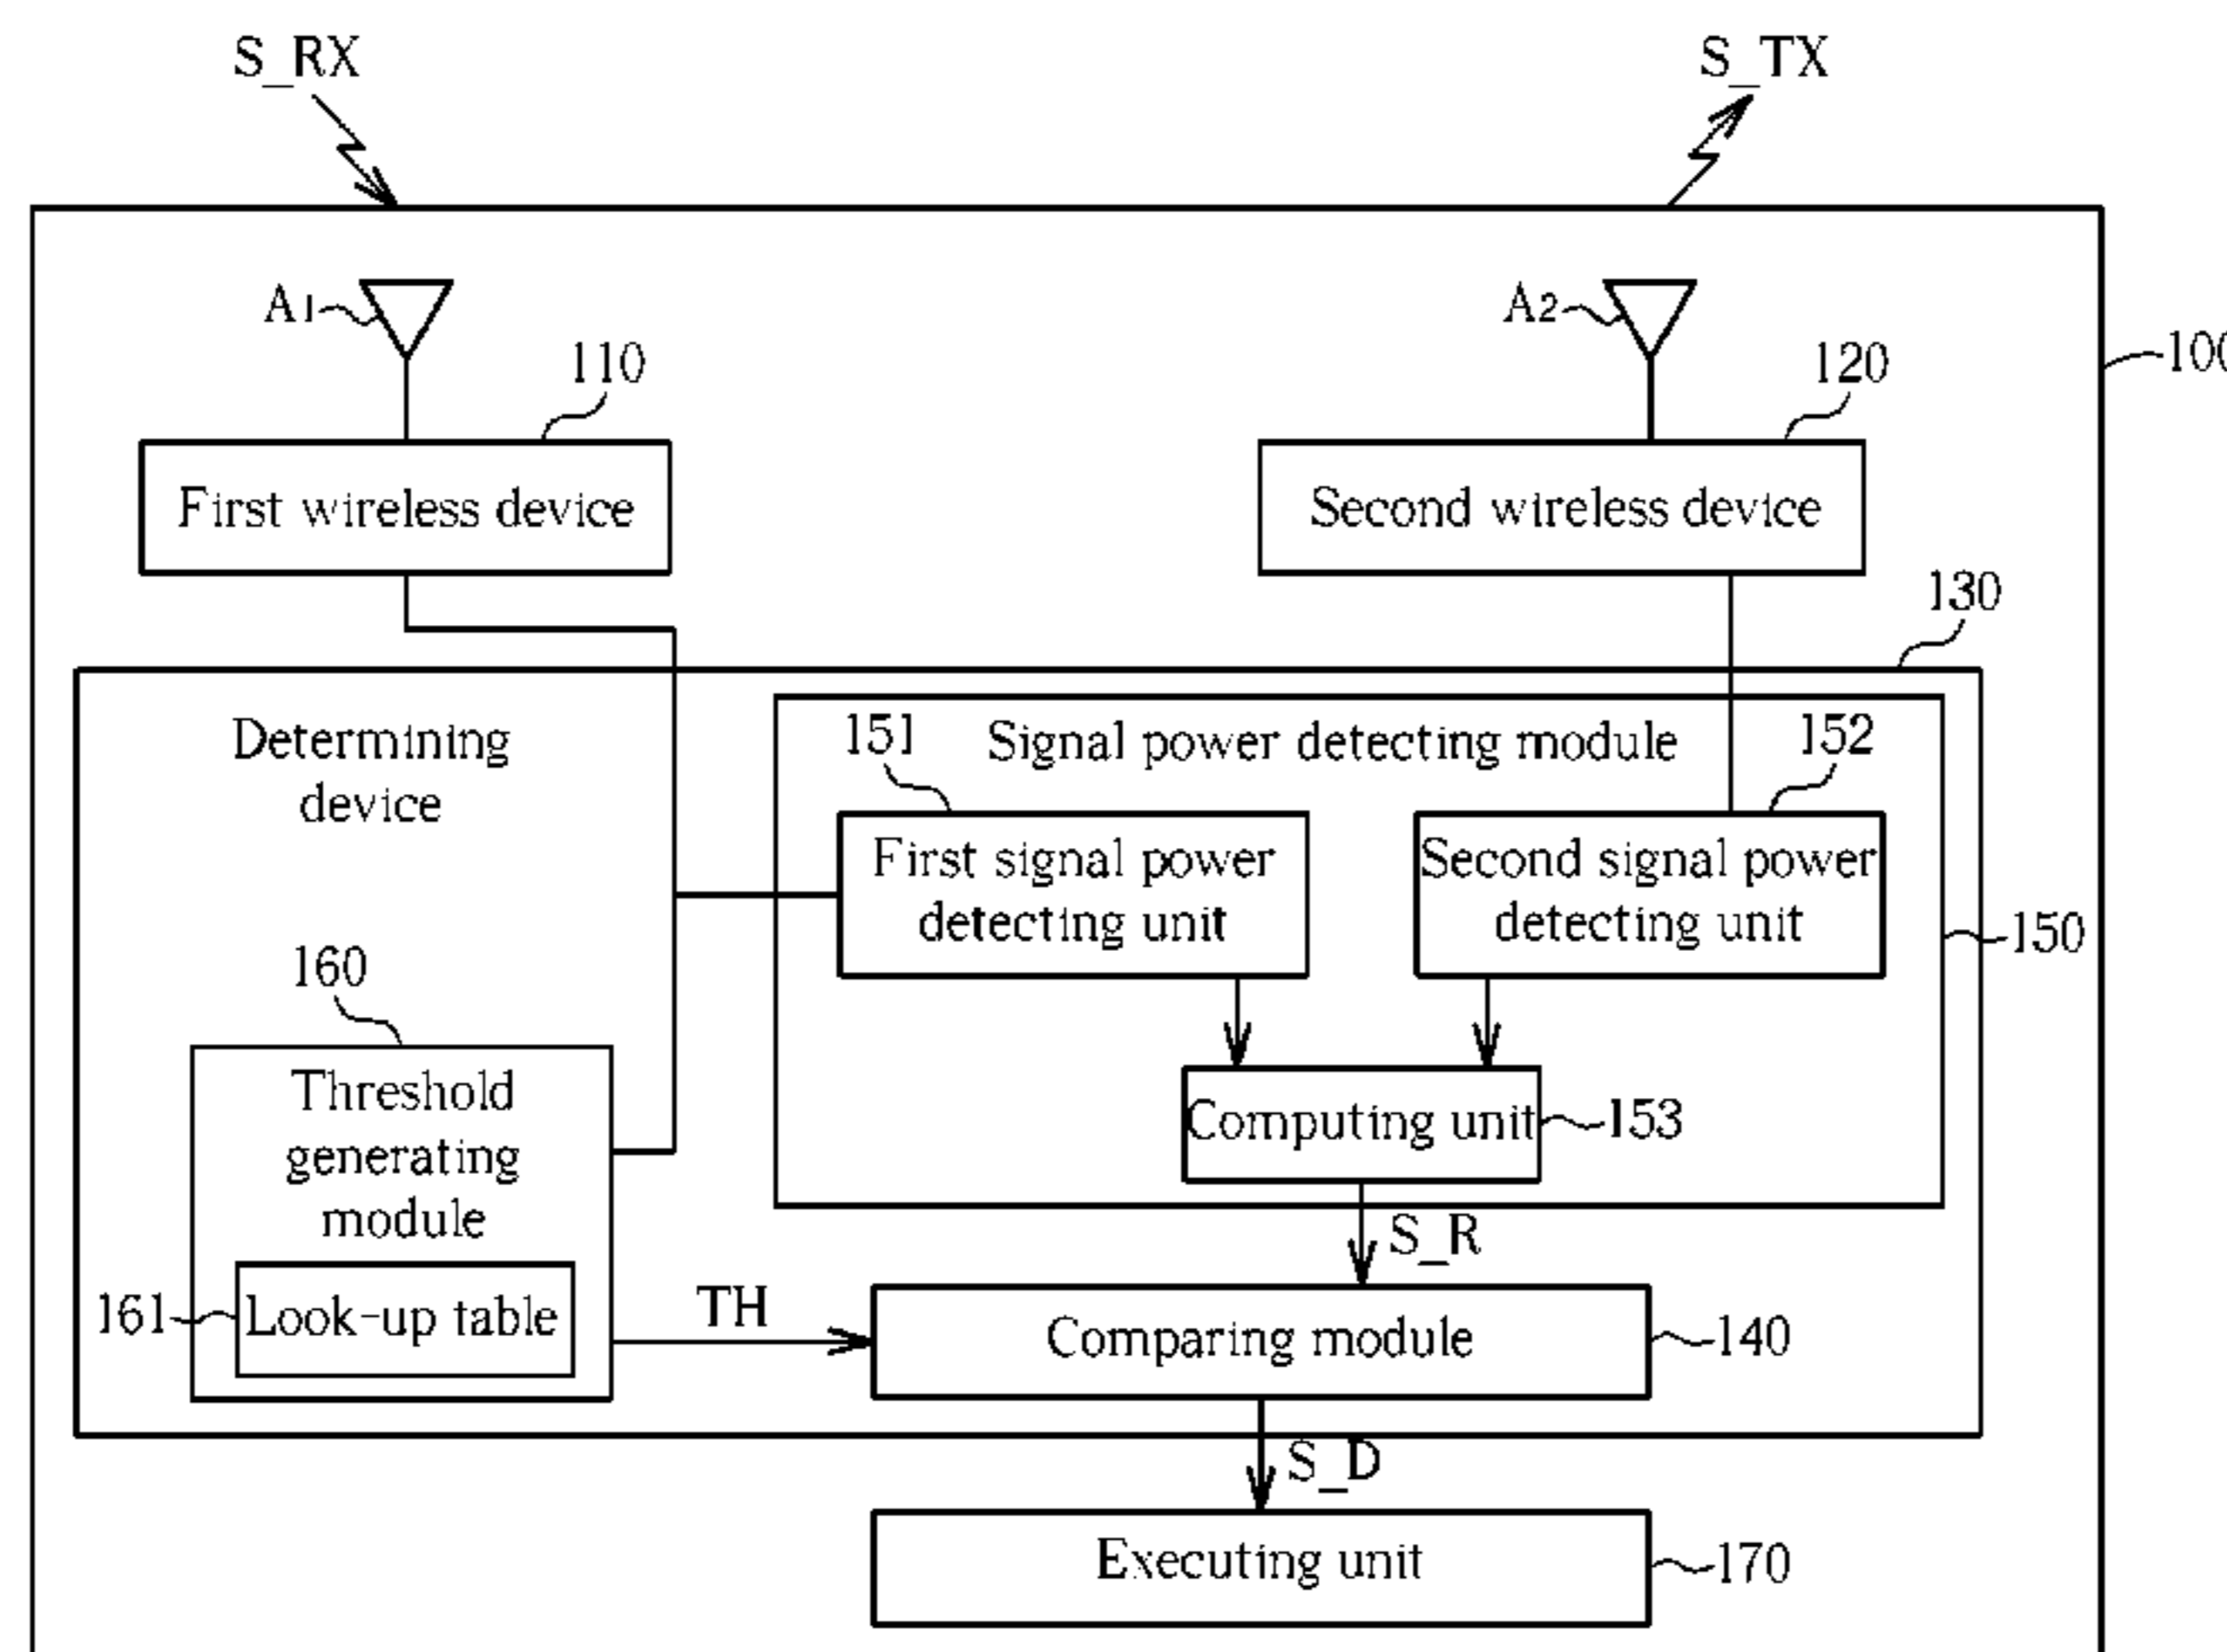 S_RX
S_TX
A1
A2
110
120
100
First wireless device
Second wireless device
130
Determining
device
151
Signal power detecting module
152
First signal power
detecting unit
Second signal power
detecting unit
150
160
Threshold
generating
module
Computing unit
153
S_R
161
Look-up table
TH
Comparing module
140
S_D
Executing unit
170